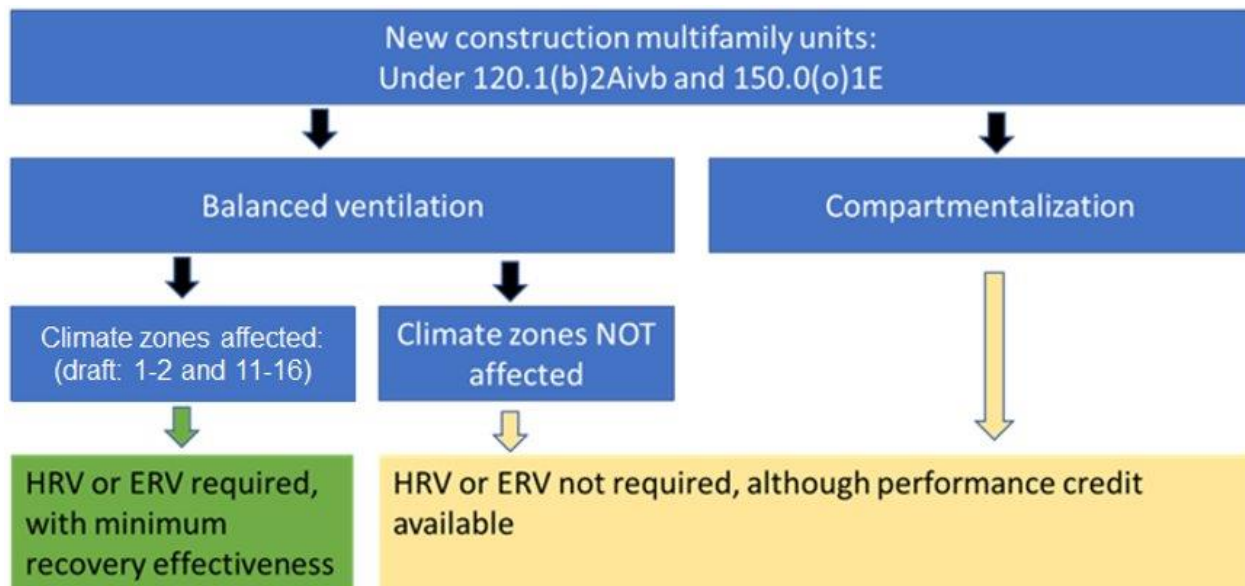 New construction multifamily units:
Under 120.1(b)2Aivb and 150.0(o)1E
Balanced ventilation
Compartmentalization
Climate zones affected:
(draft: 1-2 and 11-16)
Climate zones NOT
affected
HRV or ERV required,
with minimum
recovery effectiveness
HRV or ERV not required, although performance credit
available